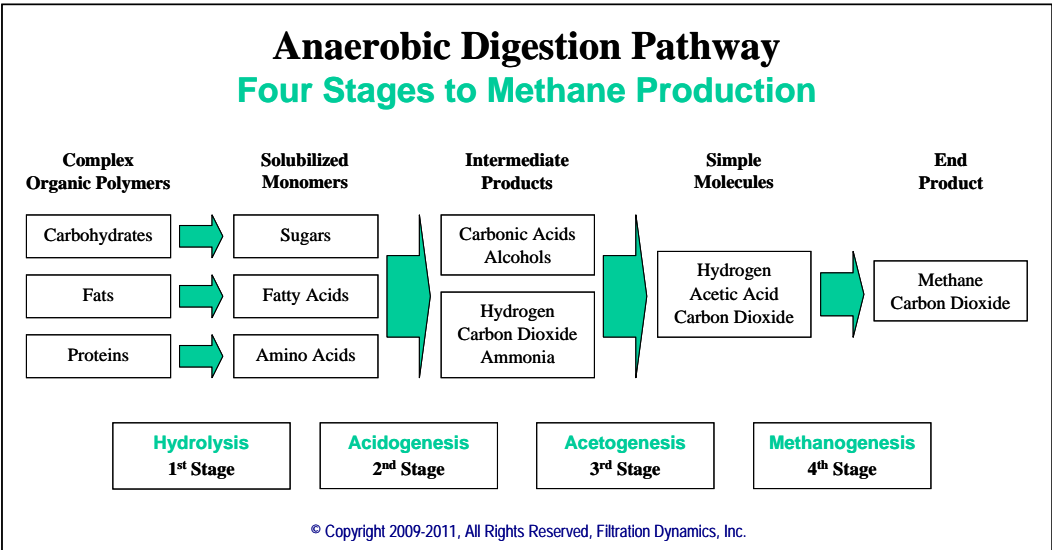 Anaerobic Digestion Pathway
Four Stages to Methane Production
Complex
Organic Polymers
Solubilized
Monomers
Intermediate
Products
Simple
Molecules
End
Product
Carbohydrates
Fats
Proteins
Sugars
Fatty Acids
Amino Acids
Carbonic Acids
Alcohols
Hydrogen
Carbon Dioxide
Ammonia
Hydrogen
Acetic Acid
Carbon Dioxide
Methane
Carbon Dioxide
Hydrolysis
1st Stage
Acidogenesis
2nd Stage
Acetogenesis
3rd Stage
Methanogenesis
4th Stage
© Copyright 2009-2011, All Rights Reserved, Filtration Dynamics, Inc.